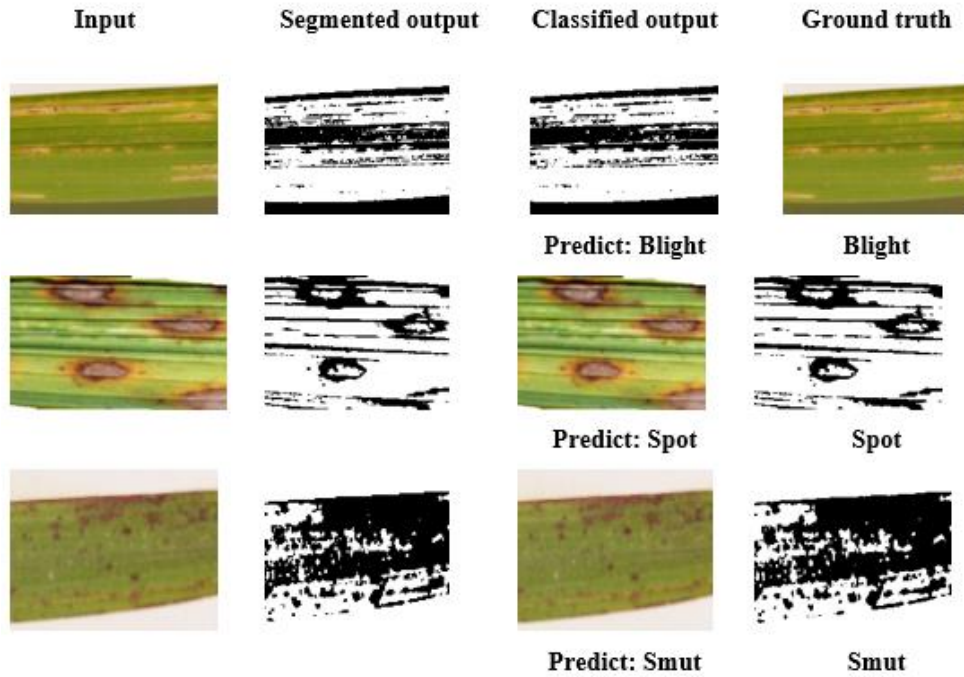 Input Segmented output Classified output Ground truth
Predict: Blight Blight
Predict: Spot Spot
Predict: Smut Smut